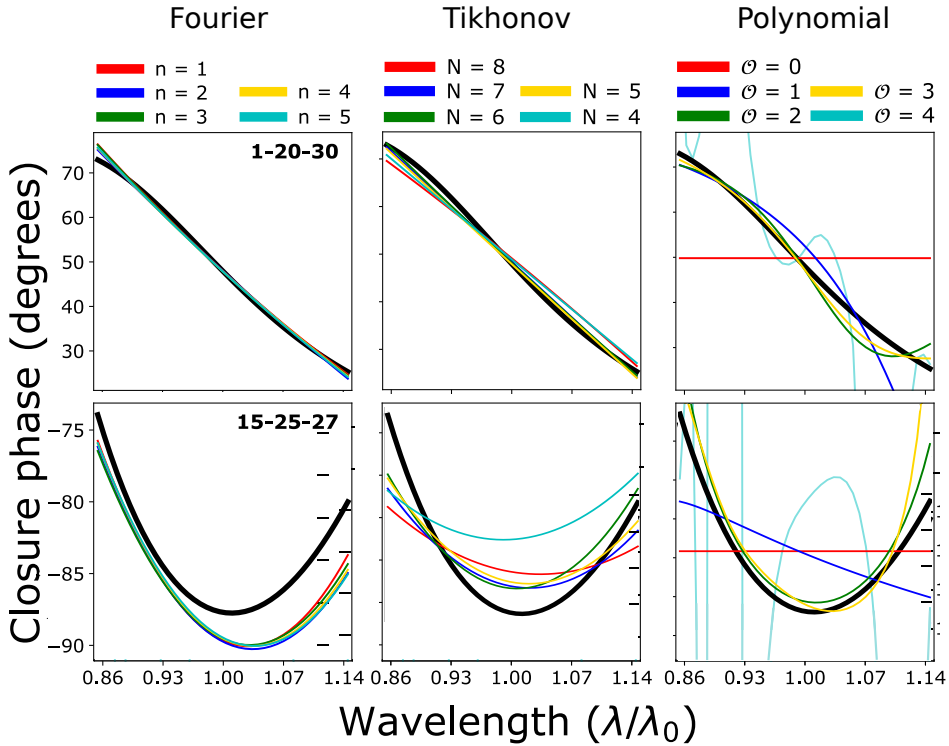 Fourier
Tikhonov
Polynomial
n = 1
n = 2
n = 4
n = 3
n = 5
N = 8
N = 7
N = 5
N = 6
N = 4
𝒪 = 0
𝒪 = 1
𝒪 = 3
𝒪 = 2
𝒪 = 4
Closure phase (degrees)
1-20-30
70
60
50
40
30
15-25-27
−75
−80
−85
−90
0.86 0.93 1.00 1.07 1.14
0.86 0.93 1.00 1.07 1.14
0.86 0.93 1.00 1.07 1.14
Wavelength (λ/λ₀)